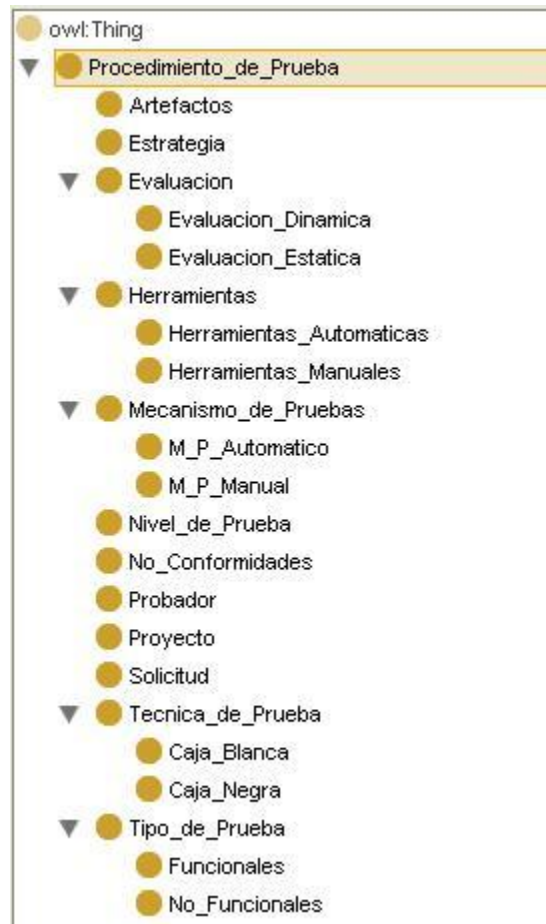 owl:Thing
Procedimiento_de_Prueba
Artefactos
Estrategia
Evaluacion
Evaluacion_Dinamica
Evaluacion_Estatica
Herramientas
Herramientas_Automaticas
Herramientas_Manuales
Mecanismo_de_Pruebas
M_P_Automatico
M_P_Manual
Nivel_de_Prueba
No_Conformidades
Probador
Proyecto
Solicitud
Tecnica_de_Prueba
Caja_Blanca
Caja_Negra
Tipo_de_Prueba
Funcionales
No_Funcionales